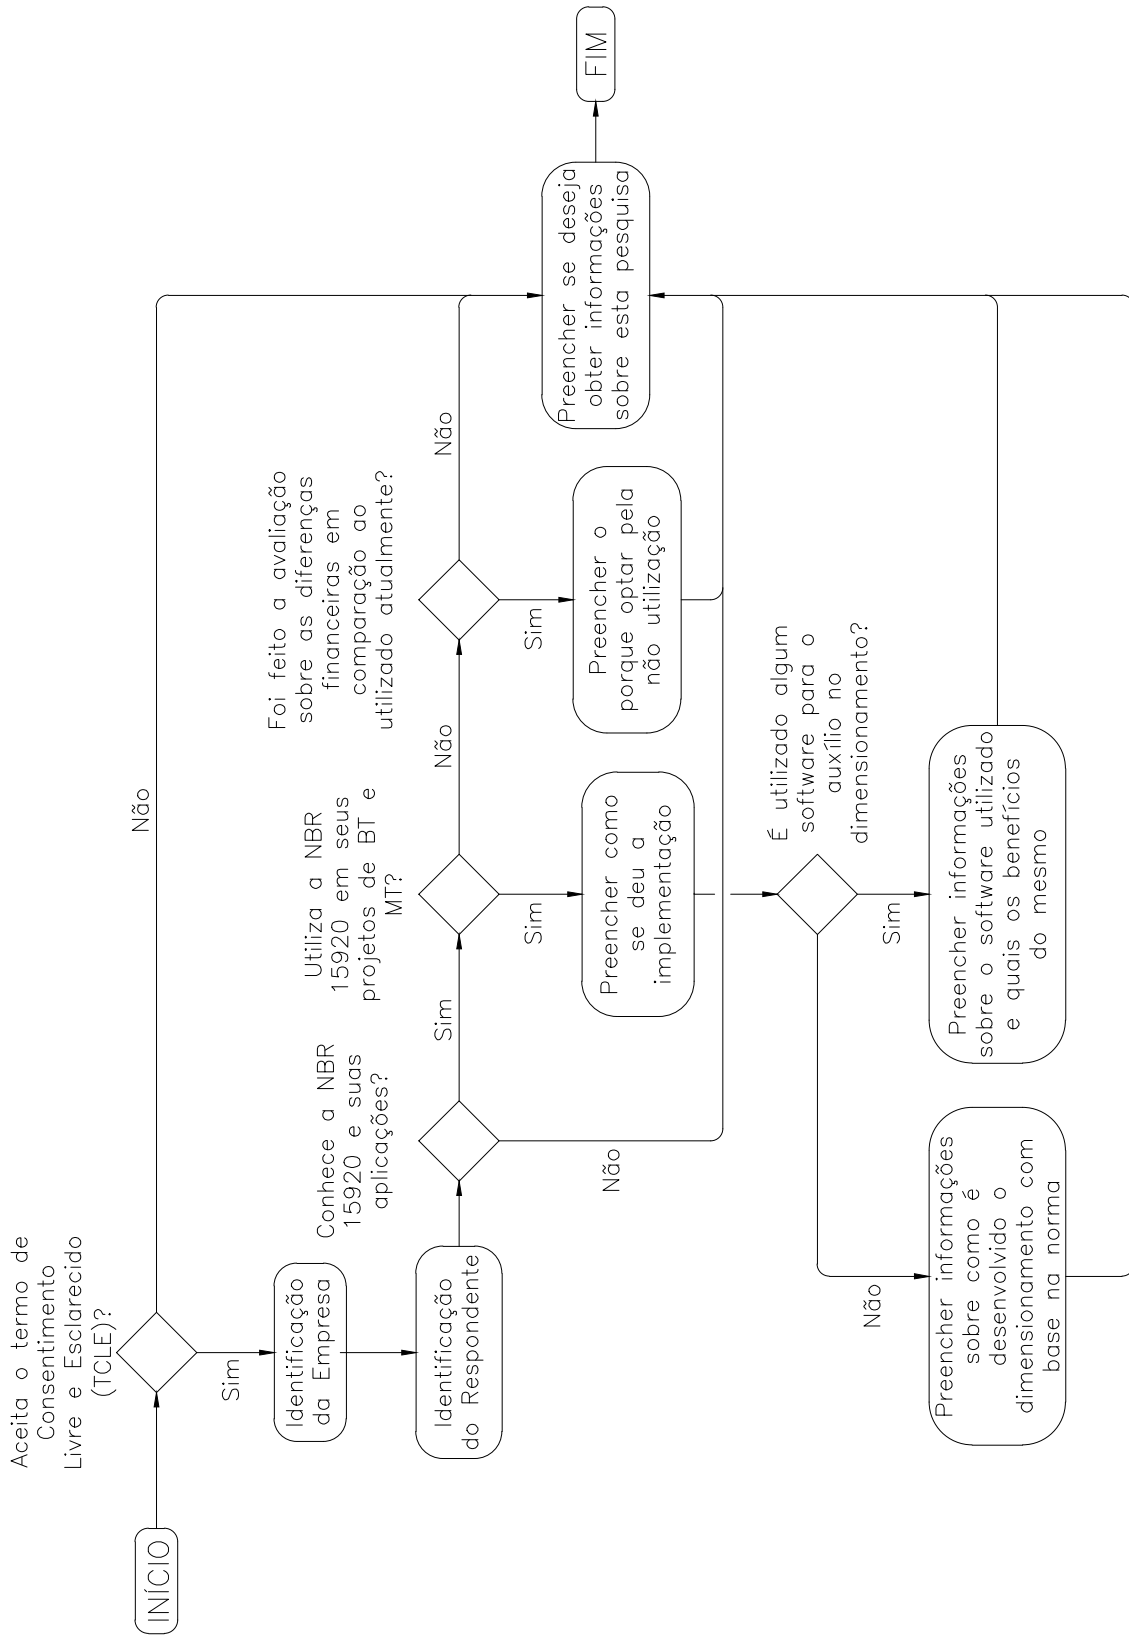 INÍCIO
Aceita o termo de
Consentimento
Livre e Esclarecido
(TCLE)?
Não
Sim
Identificação
da Empresa
Identificação
do Respondente
Conhece a NBR
15920 e suas
aplicações?
Sim
Não
Utiliza a NBR
15920 em seus
projetos de BT e
MT?
Não
Sim
Preencher como
se deu a
implementação
Foi feito a avaliação
sobre as diferenças
financeiras em
comparação ao
utilizado atualmente?
Não
Sim
Preencher o
porque optar pela
não utilização
Preencher se deseja
obter informações
sobre esta pesquisa
FIM
É utilizado algum
software para o
auxílio no
dimensionamento?
Sim
Não
Preencher informações
sobre o software utilizado
e quais os benefícios
do mesmo
Preencher informações
sobre como é
desenvolvido o
dimensionamento com
base na norma